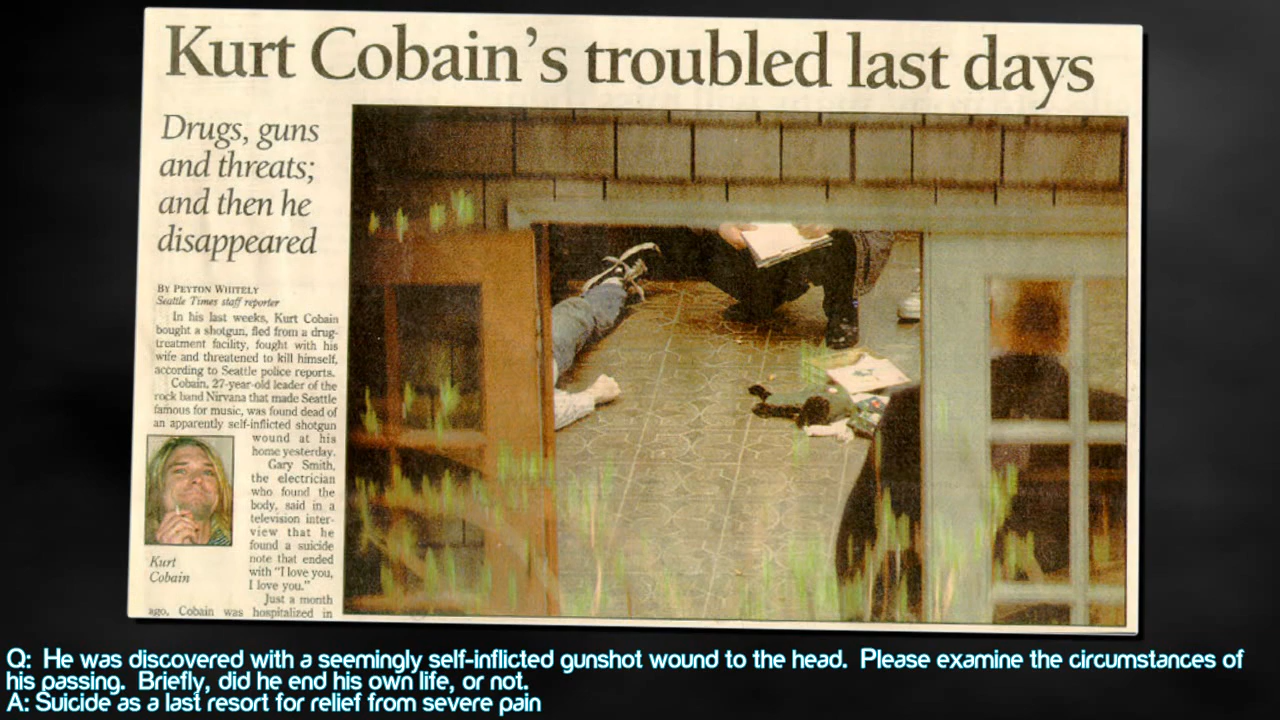 Kurt Cobain's troubled last days
Drugs, guns
and threats;
and then he
disappeared
BY PEYTON WHITELY
Seattle Times staff reporter
In his last weeks, Kurt Cobain
bought a shotgun, fled from a drug-
treatment facility, fought with his
wife and threatened to kill himself,
according to Seattle police reports.
Cobain, 27-year-old leader of the
rock band Nirvana that made Seattle
famous for music, was found dead of
an apparently self-inflicted shotgun
wound at his
home yesterday.
Gary Smith,
the electrician
who found the
body, said in a
television inter-
view that he
found a suicide
note that ended
with "I love you,
I love you."
Just a month
ago, Cobain was hospitalized in
Kurt
Cobain
Q:  He was discovered with a seemingly self-inflicted gunshot wound to the head.  Please examine the circumstances of
his passing.  Briefly, did he end his own life, or not.
A: Suicide as a last resort for relief from severe pain